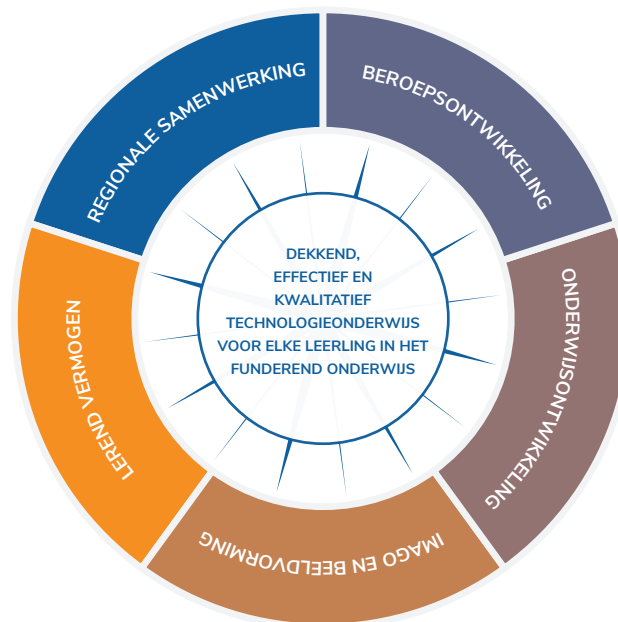 REGIONALE SAMENWERKING
BEROEPSONTWIKKELING
ONDERWIJSONTWIKKELING
IMAGO EN BEELDVORMING
LEREND VERMOGEN
DEKKEND,
EFFECTIEF EN
KWALITATIEF
TECHNOLOGIEONDERWIJS
VOOR ELKE LEERLING IN HET
FUNDEREND ONDERWIJS